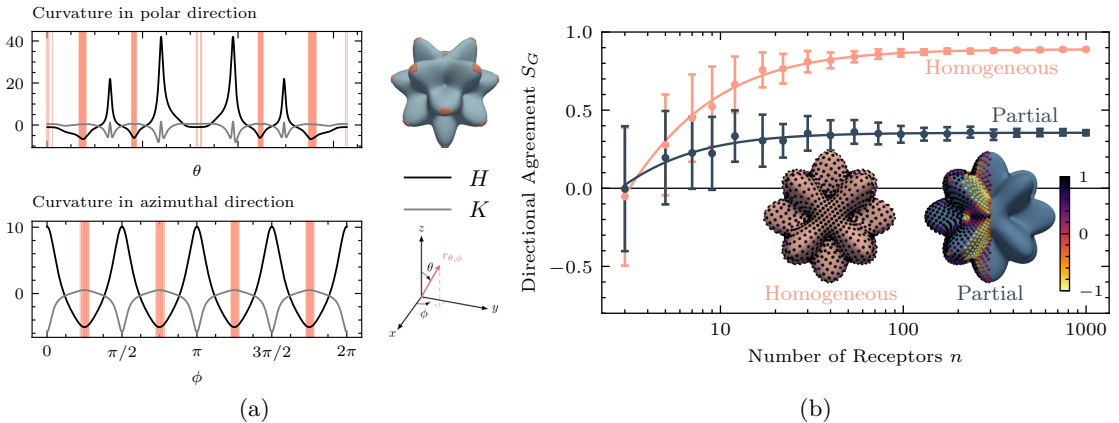 Curvature in polar direction
40
20
0
θ
H
K
Curvature in azimuthal direction
10
0
0
π/2
π
3π/2
2π
ϕ
z
r_{θ,ϕ}
θ
y
ϕ
x
(a)
Directional Agreement S_G
1.0
0.5
0.0
−0.5
Homogeneous
Partial
1
0
−1
Homogeneous
Partial
10
100
1000
Number of Receptors n
(b)